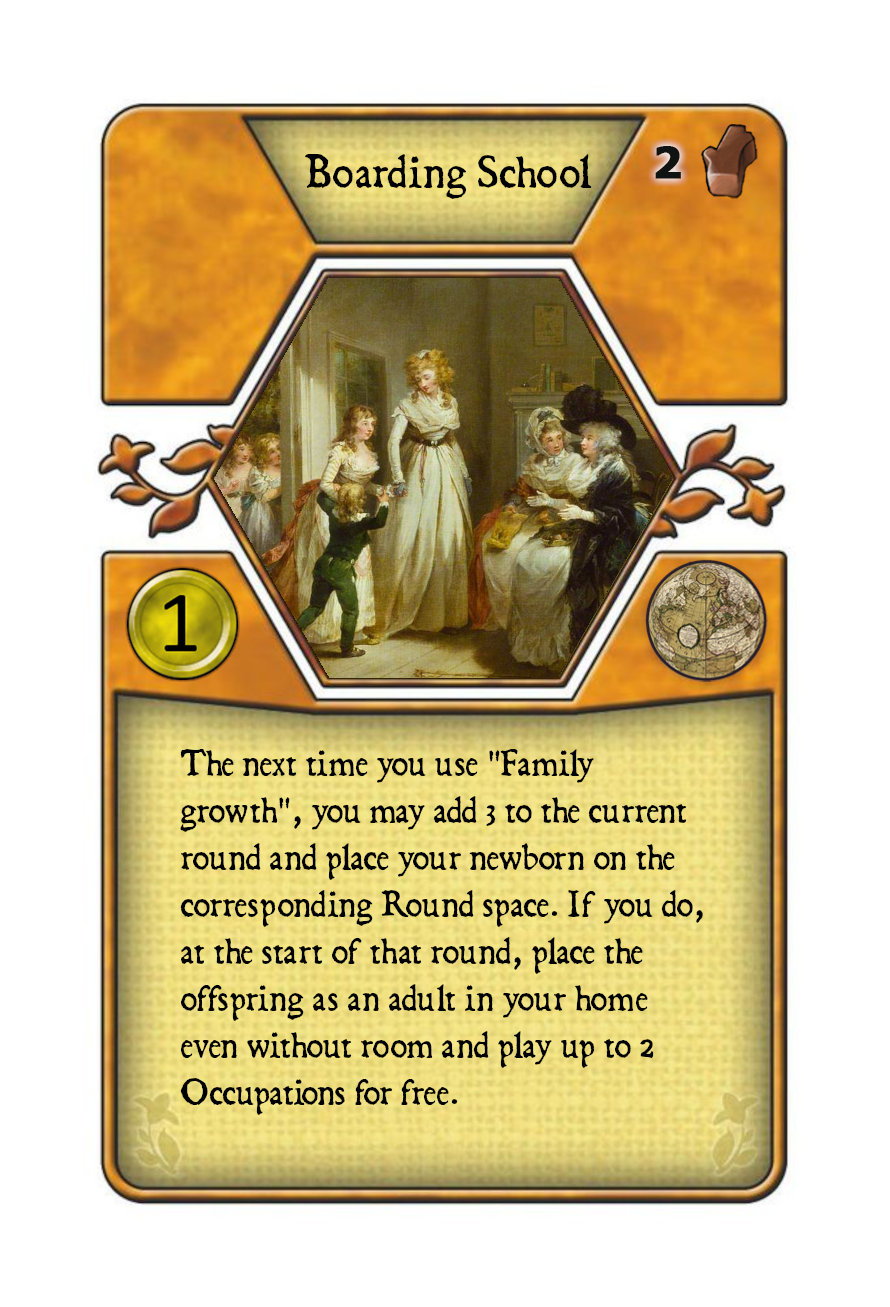 Boarding School
2
1
The next time you use "Family
growth", you may add 3 to the current
round and place your newborn on the
corresponding Round space. If you do,
at the start of that round, place the
offspring as an adult in your home
even without room and play up to 2
Occupations for free.